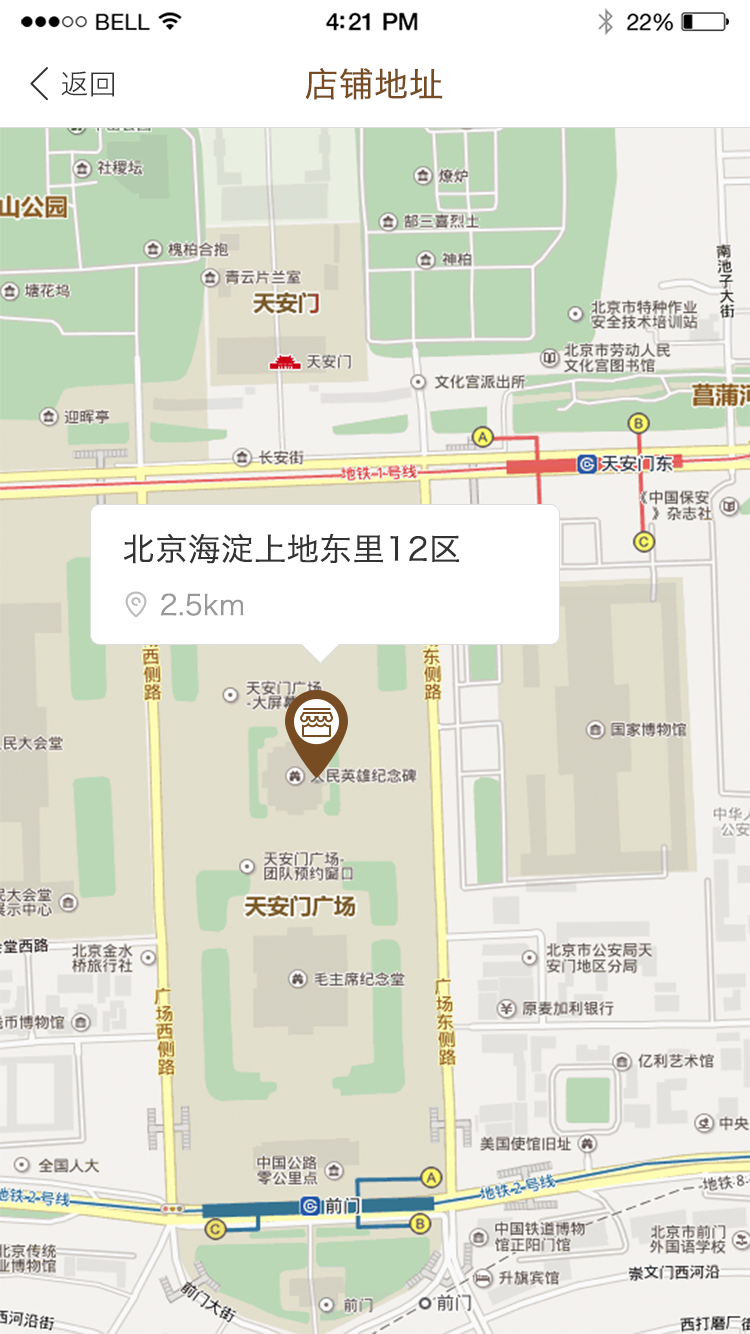 BELL
4:21 PM
22%
返回
店铺地址
社稷坛
燎炉
山公园
郜三喜烈士
槐柏合抱
神柏
青云片兰室
塘花坞
天安门
南池子大街
北京市特种作业
安全技术培训站
天安门
北京市劳动人民
文化宫图书馆
文化宫派出所
菖蒲河
迎晖亭
A
B
长安街
地铁1号线
天安门东
《中国保安
》杂志社
C
北京海淀上地东里12区
2.5km
西侧路
东侧路
天安门广场
-大屏幕
国家博物馆
民大会堂
人民英雄纪念碑
中华人
公安
天安门广场-
团队预约窗口
民大会堂
展示中心
天安门广场
堂西路
北京金水
桥旅行社
北京市公安局天
安门地区分局
毛主席纪念堂
广场西侧路
广场东侧路
原麦加利银行
钱币博物馆
亿利艺术馆
中央
美国使馆旧址
全国人大
中国公路
零公里点
A
地铁2号线
地铁2号线
地铁8
前门
C
B
中国铁道博物
馆正阳门馆
北京市前门
外国语学校
北京传统
业博物馆
升旗宾馆
崇文门西河沿
前门大街
前门
前门
西河沿街
西打磨厂街